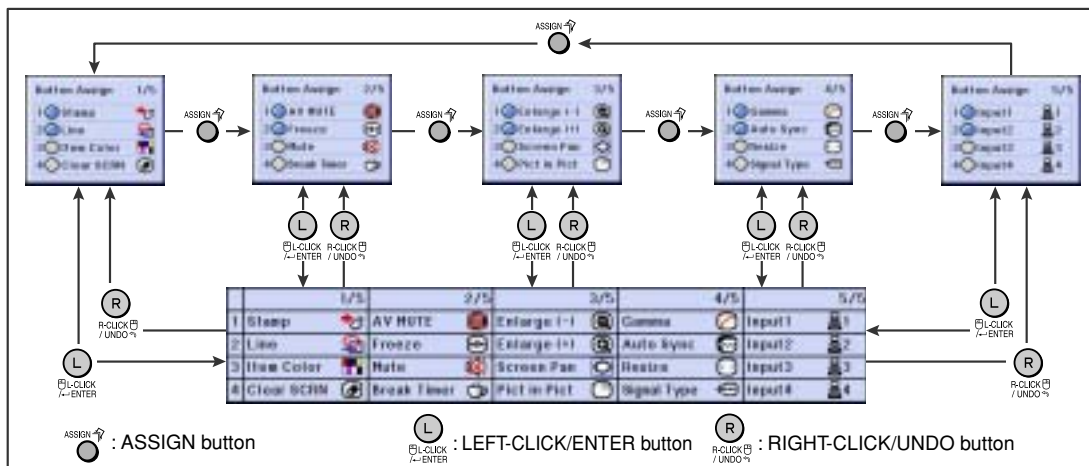 ASSIGN
Button Assign 1/5
1 Stamp
2 Line
3 Item Color
4 Clear SCRN
Button Assign 2/5
1 AV MUTE
2 Freeze
3 Mute
4 Break Timer
Button Assign 3/5
1 Enlarge (-)
2 Enlarge (+)
3 Screen Pan
4 Pict in Pict
Button Assign 4/5
1 Gamma
2 Auto Sync
3 Resize
4 Signal Type
Button Assign 5/5
1 Input1 1
2 Input2 2
3 Input3 3
4 Input4 4
ASSIGN
ASSIGN
ASSIGN
ASSIGN
L
L-CLICK
/ ENTER
R
R-CLICK
/ UNDO
L
L-CLICK
/ ENTER
R
R-CLICK
/ UNDO
L
L-CLICK
/ ENTER
R
R-CLICK
/ UNDO
R
R-CLICK
/ UNDO
L
L-CLICK
/ ENTER
L
L-CLICK
/ ENTER
R
R-CLICK
/ UNDO
1/5 2/5 3/5 4/5 5/5
1 Stamp AV MUTE Enlarge (-) Gamma Input1 1
2 Line Freeze Enlarge (+) Auto Sync Input2 2
3 Item Color Mute Screen Pan Resize Input3 3
4 Clear SCRN Break Timer Pict in Pict Signal Type Input4 4
ASSIGN : ASSIGN button
L L-CLICK / ENTER : LEFT-CLICK/ENTER button
R R-CLICK / UNDO : RIGHT-CLICK/UNDO button